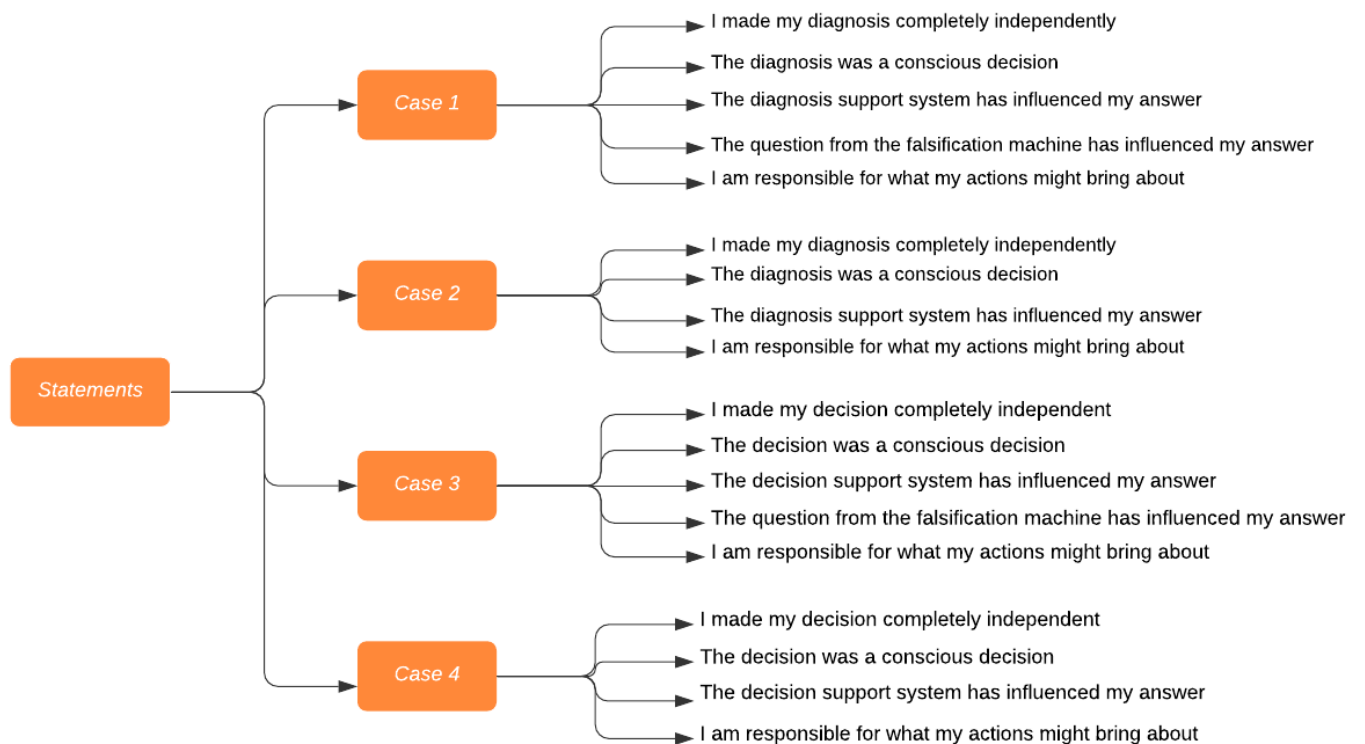 Statements
Case 1
I made my diagnosis completely independently
The diagnosis was a conscious decision
The diagnosis support system has influenced my answer
The question from the falsification machine has influenced my answer
I am responsible for what my actions might bring about
Case 2
I made my diagnosis completely independently
The diagnosis was a conscious decision
The diagnosis support system has influenced my answer
I am responsible for what my actions might bring about
Case 3
I made my decision completely independent
The decision was a conscious decision
The decision support system has influenced my answer
The question from the falsification machine has influenced my answer
I am responsible for what my actions might bring about
Case 4
I made my decision completely independent
The decision was a conscious decision
The decision support system has influenced my answer
I am responsible for what my actions might bring about